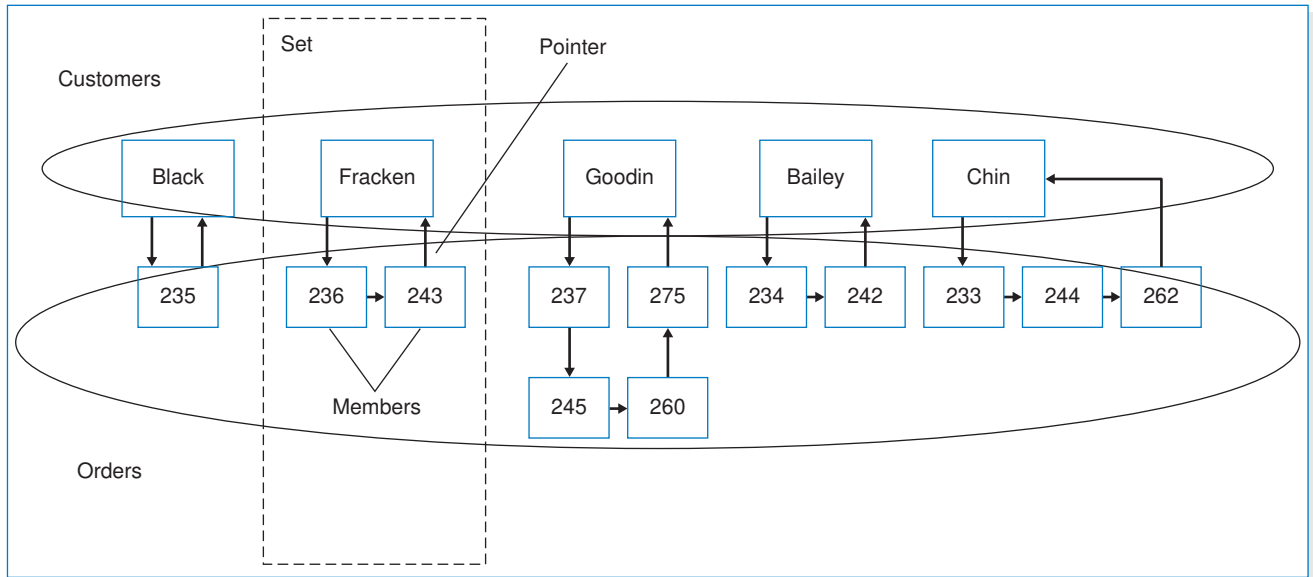 Set
Pointer
Customers
Black
Fracken
Goodin
Bailey
Chin
235
236
243
237
275
234
242
233
244
262
245
260
Members
Orders